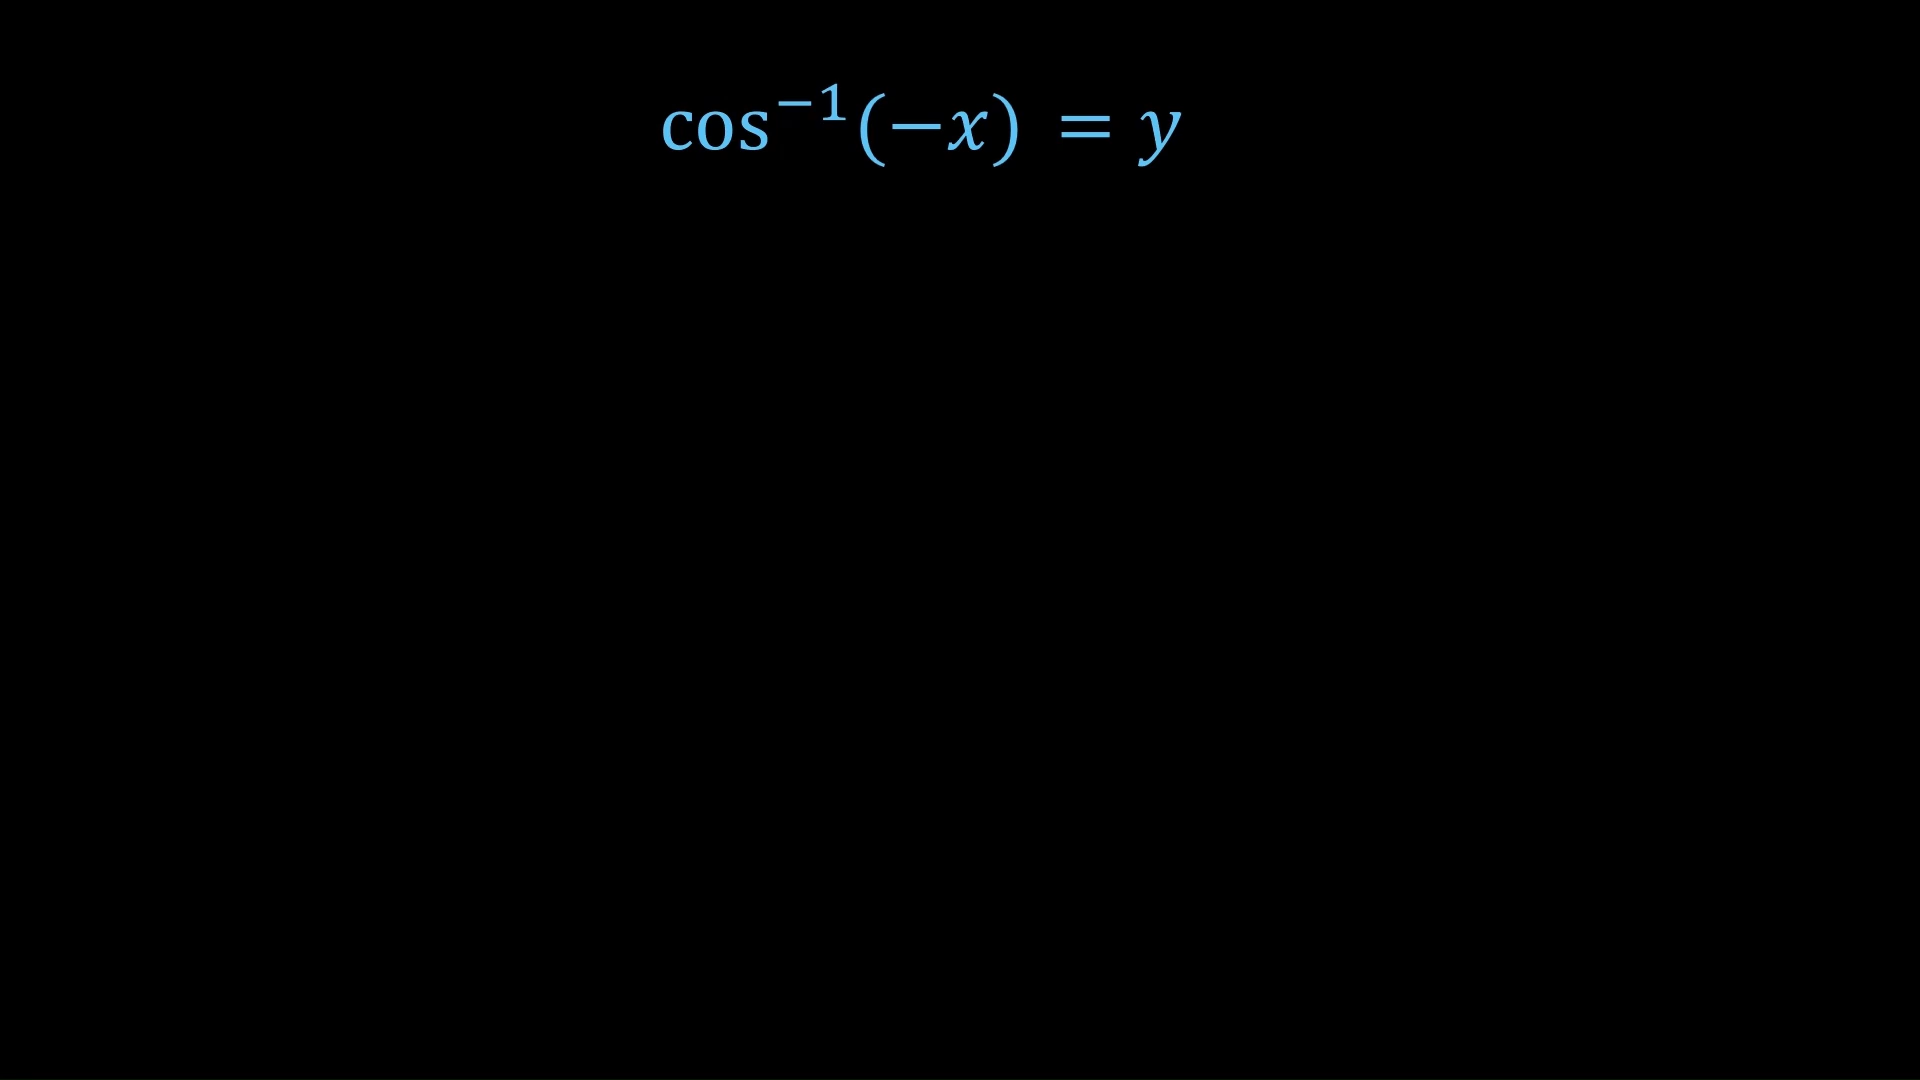 cos⁻¹(−x) = y